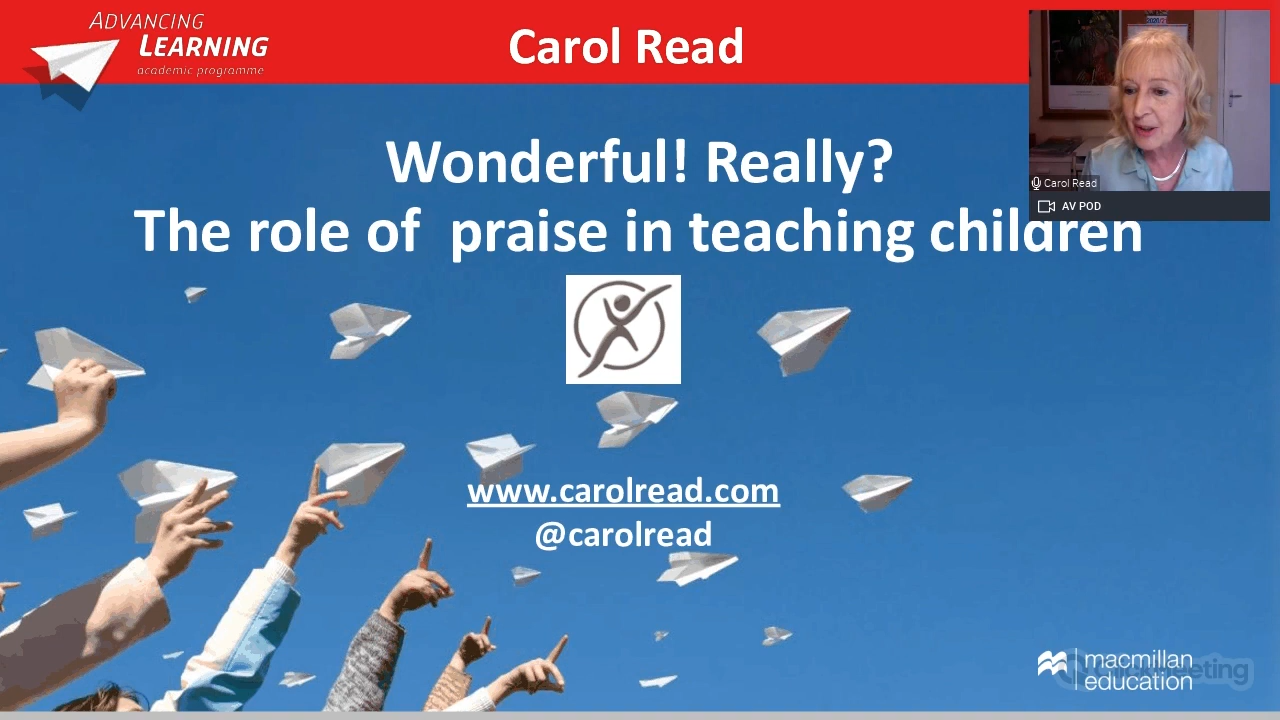 ADVANCING
LEARNING
academic programme
Carol Read
Wonderful! Really?
The role of praise in teaching children
www.carolread.com
@carolread
Carol Read
AV POD
macmillan
education